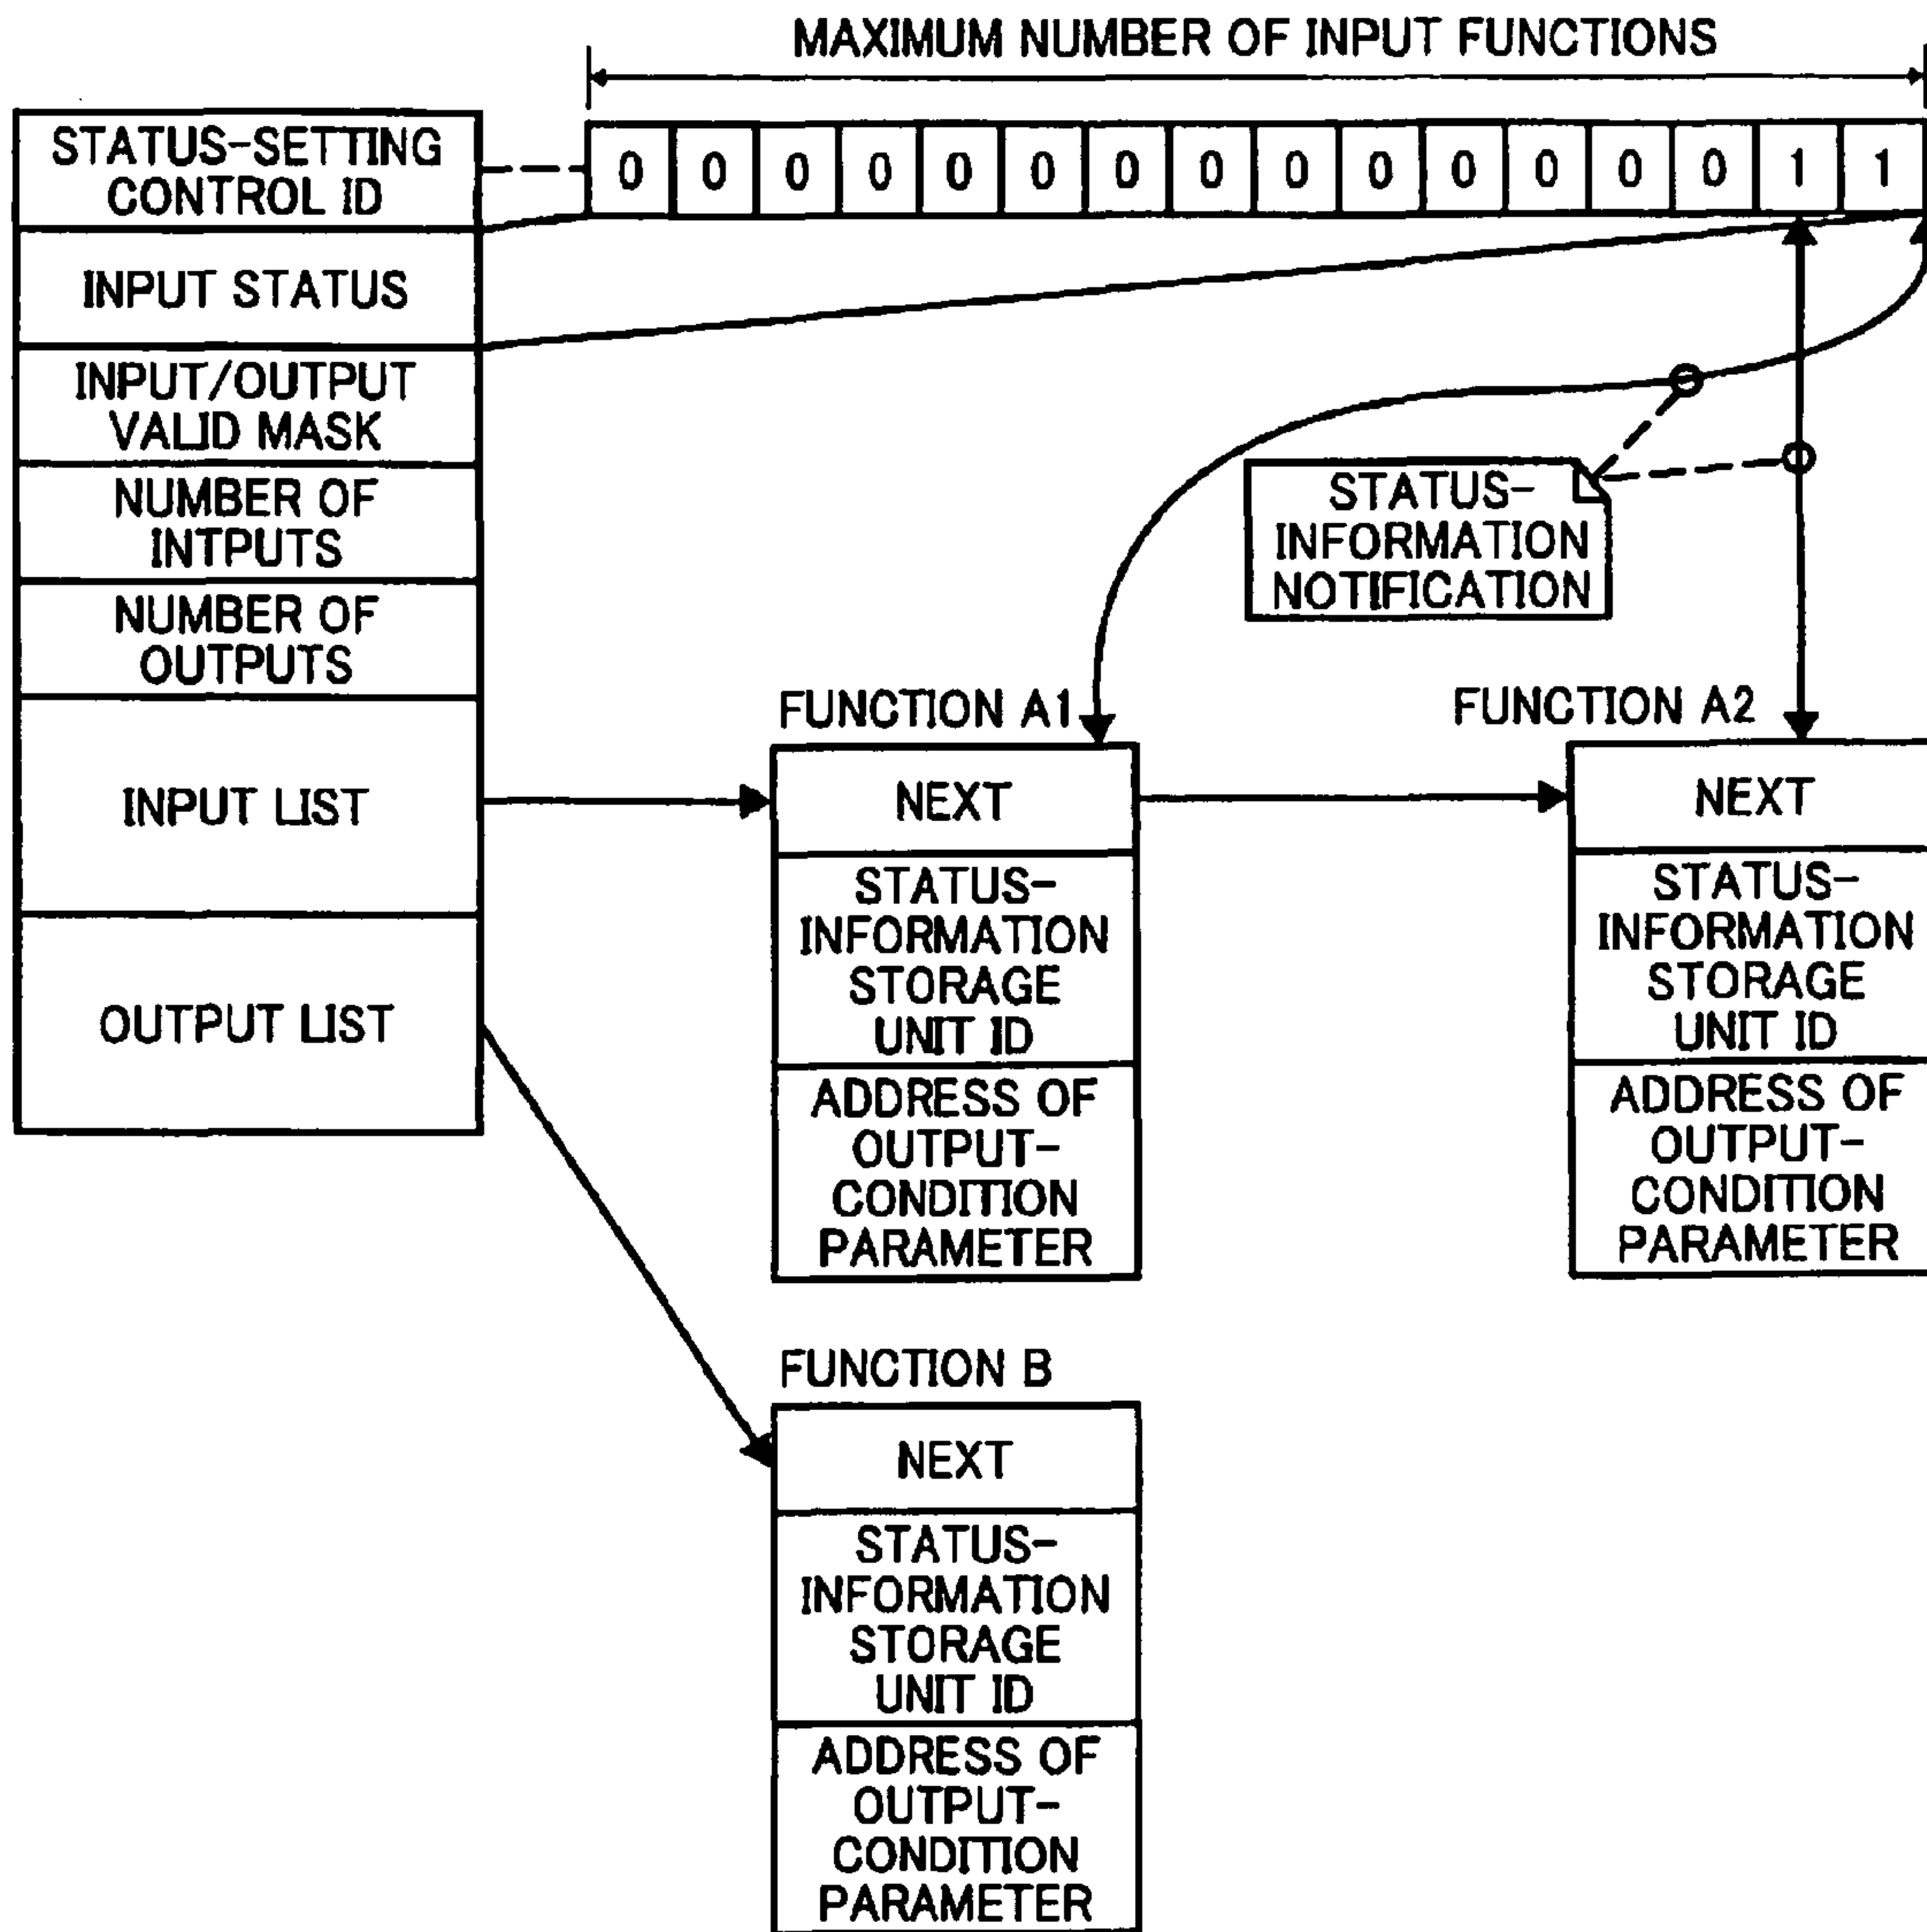 MAXIMUM NUMBER OF INPUT FUNCTIONS
STATUS-SETTING
CONTROL ID
0 0 0 0 0 0 0 0 0 0 0 0 0 0 1 1
INPUT STATUS
INPUT/OUTPUT
VALID MASK
NUMBER OF
INTPUTS
NUMBER OF
OUTPUTS
INPUT LIST
OUTPUT LIST
STATUS-
INFORMATION
NOTIFICATION
FUNCTION A1
NEXT
STATUS-
INFORMATION
STORAGE
UNIT ID
ADDRESS OF
OUTPUT-
CONDITION
PARAMETER
FUNCTION A2
NEXT
STATUS-
INFORMATION
STORAGE
UNIT ID
ADDRESS OF
OUTPUT-
CONDITION
PARAMETER
FUNCTION B
NEXT
STATUS-
INFORMATION
STORAGE
UNIT ID
ADDRESS OF
OUTPUT-
CONDITION
PARAMETER